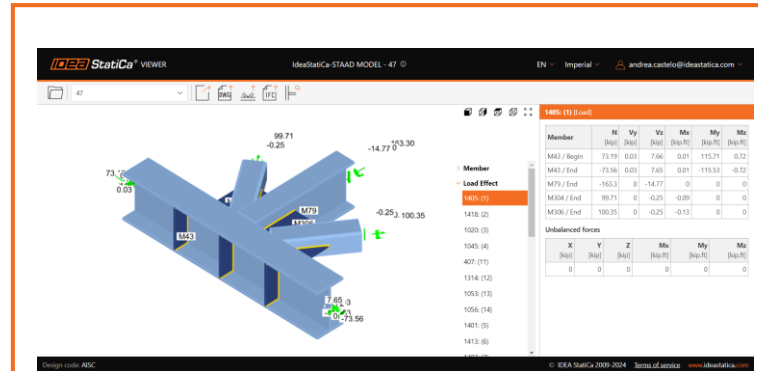 IDEA StatiCa® VIEWER
IdeaStatiCa-STAAD MODEL - 47
EN Imperial andrea.castelo@ideastatica.com
47
DWG IFC
1405: (1) [Load]
99.71
-0.25
-14.77
-0.25
100.35
0.03
M79
M43
7.65
-73.56
Member
Load Effect
1405: (1)
1418: (2)
1020: (3)
1045: (4)
407: (11)
1314: (12)
1053: (13)
1056: (14)
1401: (5)
1413: (6)
Member N [kip] Vy [kip] Vz [kip] Mx [kip.ft] My [kip.ft] Mz [kip.ft]
M43 / Begin 73.19 0.03 7.66 0.01 115.71 0.72
M43 / End -73.56 0.03 7.65 0.01 -115.53 -0.72
M79 / End -163.3 0 -14.77 0 0 0
M304 / End 99.71 0 -0.25 -0.09 0 0
M306 / End 100.35 0 -0.25 -0.13 0 0
Unbalanced forces
X [kip] Y [kip] Z [kip] Mx [kip.ft] My [kip.ft] Mz [kip.ft]
0 0 0 0 0 0
Design code: AISC
© IDEA StatiCa 2009-2024 Terms of service www.ideastatica.com